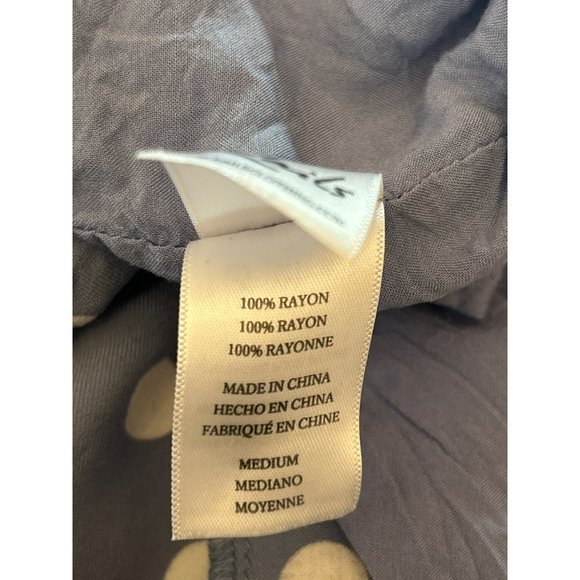 100% RAYON
100% RAYON
100% RAYONNE
MADE IN CHINA
HECHO EN CHINA
FABRIQUÉ EN CHINE
MEDIUM
MEDIANO
MOYENNE